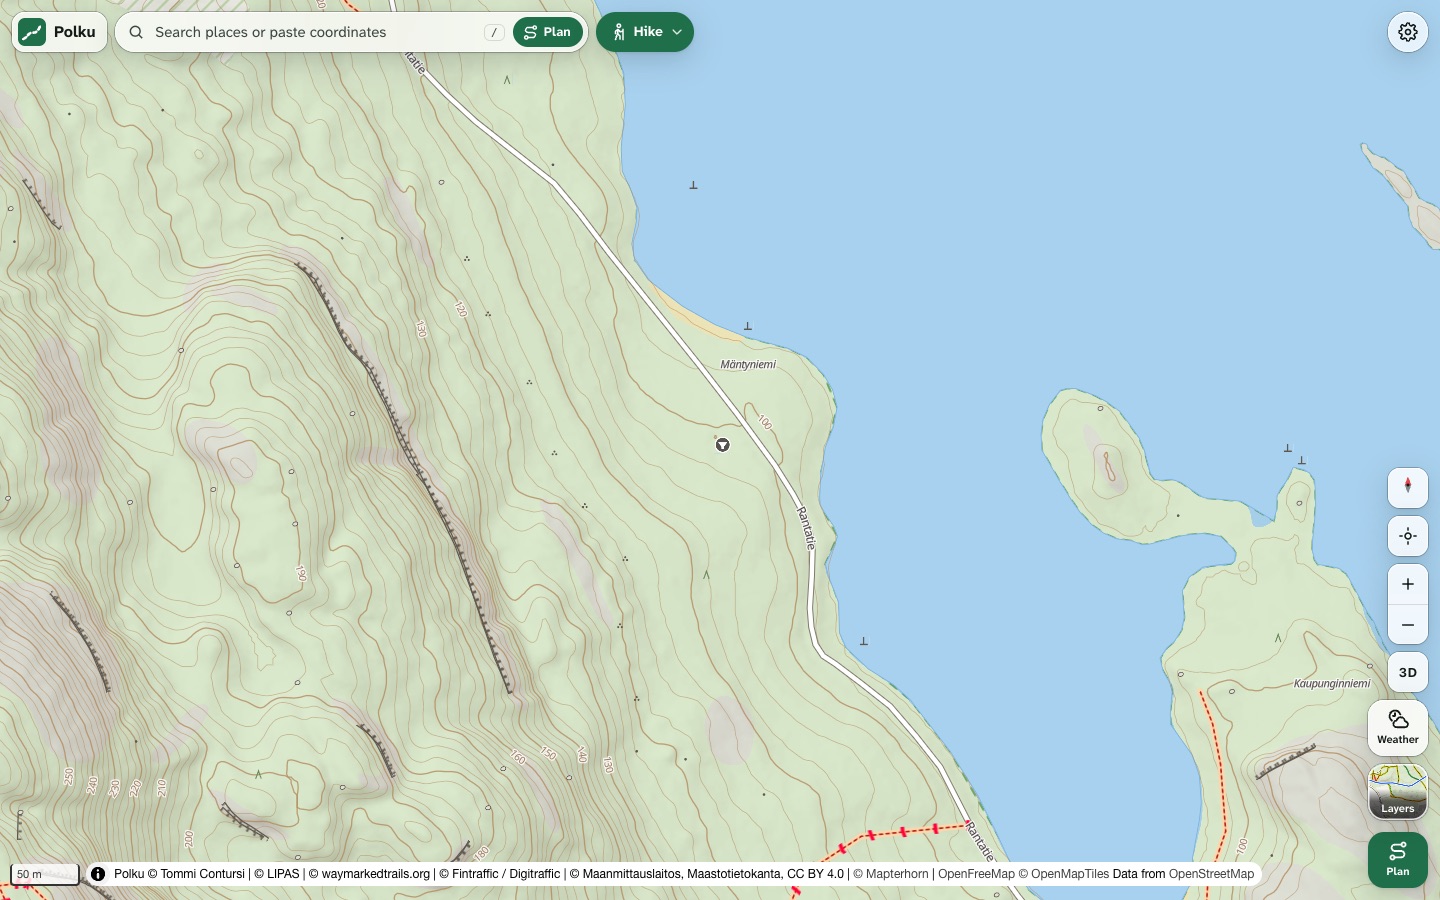 Polku
Search places or paste coordinates
/
Plan
Hike
20
ntatie
120
130
Mäntyniemi
100
Rantatie
190
Kaupunginniemi
3D
Weather
Layers
Plan
160
150
140
130
250
240
230
220
210
200
180
100
Rantatie
50 m
Polku © Tommi Contursi | © LIPAS | © waymarkedtrails.org | © Fintraffic / Digitraffic | © Maanmittauslaitos, Maastotietokanta, CC BY 4.0 | © Mapterhorn | OpenFreeMap © OpenMapTiles Data from OpenStreetMap